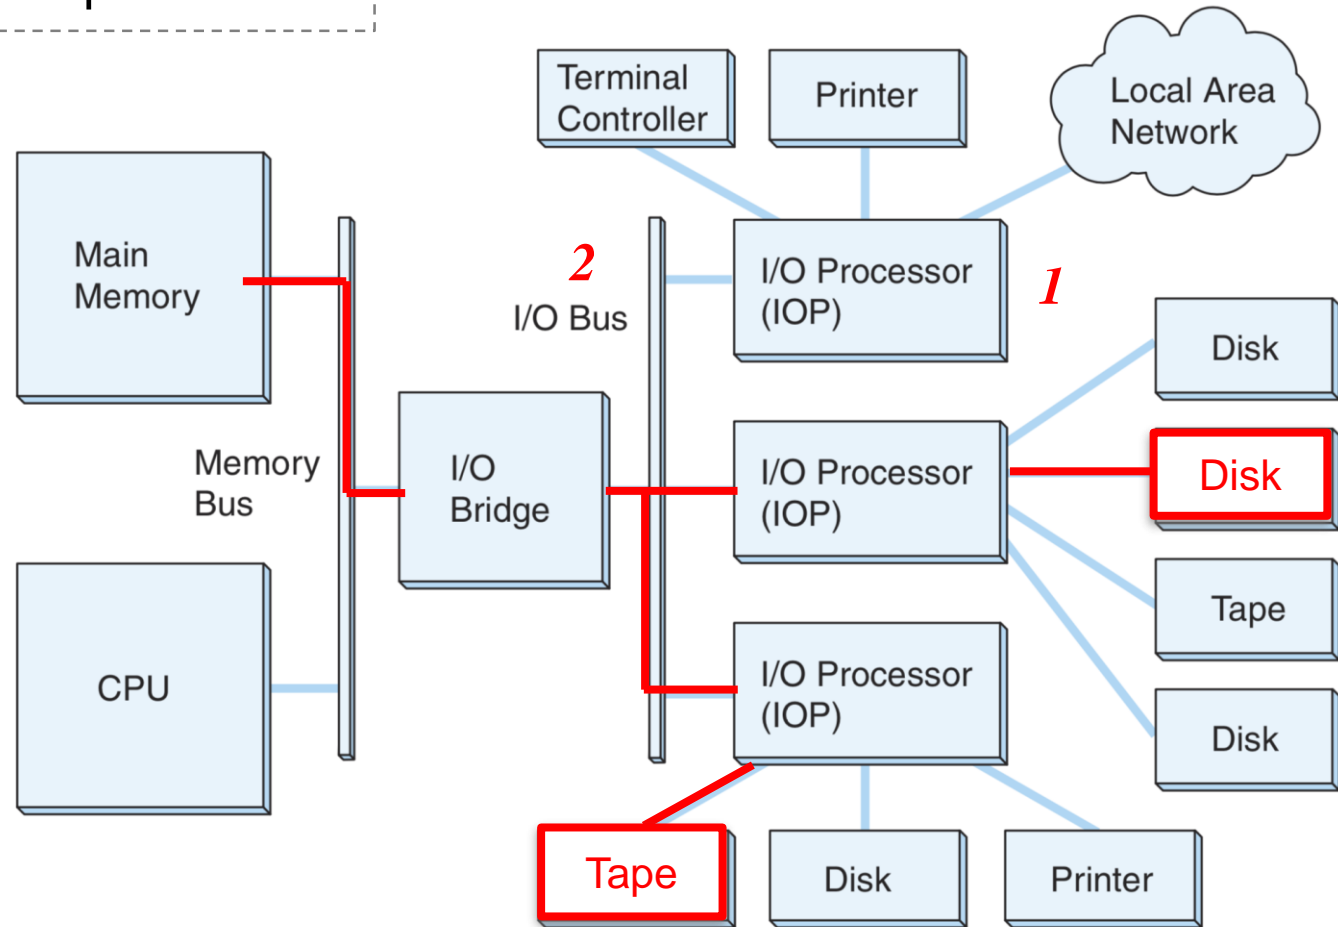 Terminal
Controller
Printer
Local Area
Network
Main
Memory
2
I/O Bus
I/O Processor
(IOP)
1
Disk
Memory
Bus
I/O
Bridge
I/O Processor
(IOP)
Disk
Tape
CPU
I/O Processor
(IOP)
Disk
Tape
Disk
Printer